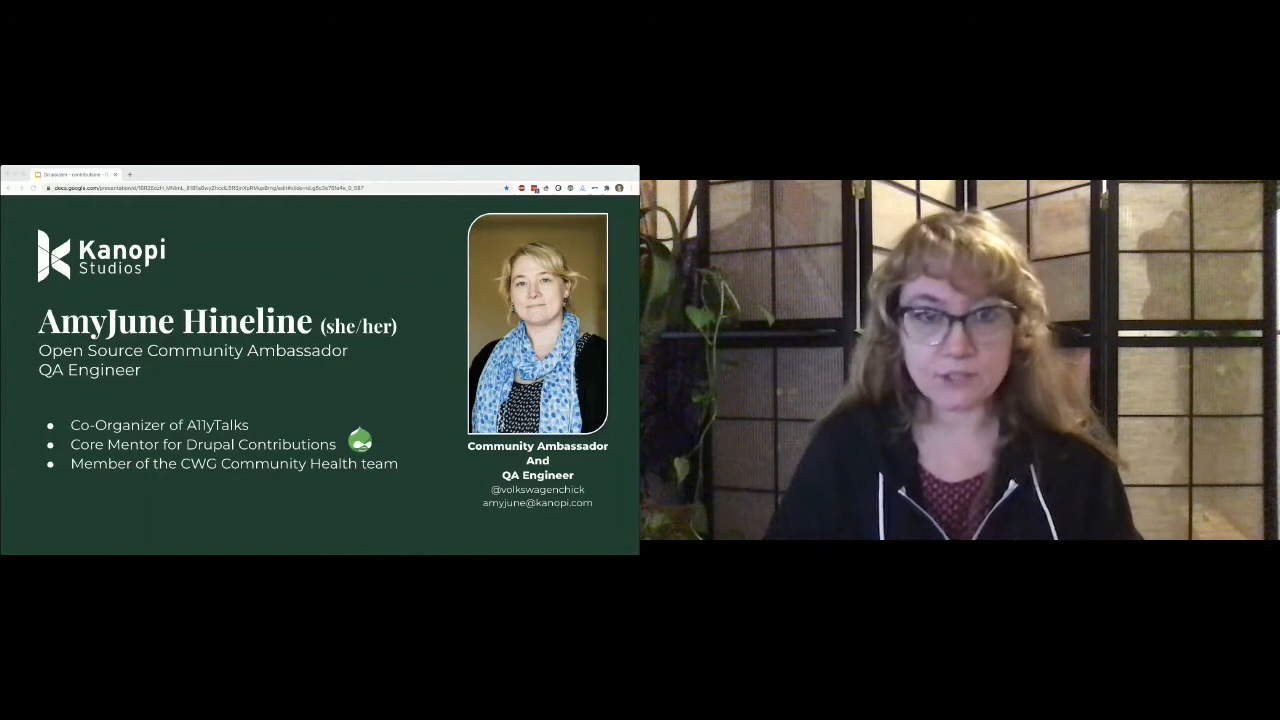 Kanopi
Studios
AmyJune Hineline (she/her)
Open Source Community Ambassador
QA Engineer
● Co-Organizer of A11yTalks
● Core Mentor for Drupal Contributions
● Member of the CWG Community Health team
Community Ambassador
And
QA Engineer
@volkswagenchick
amyjune@kanopi.com